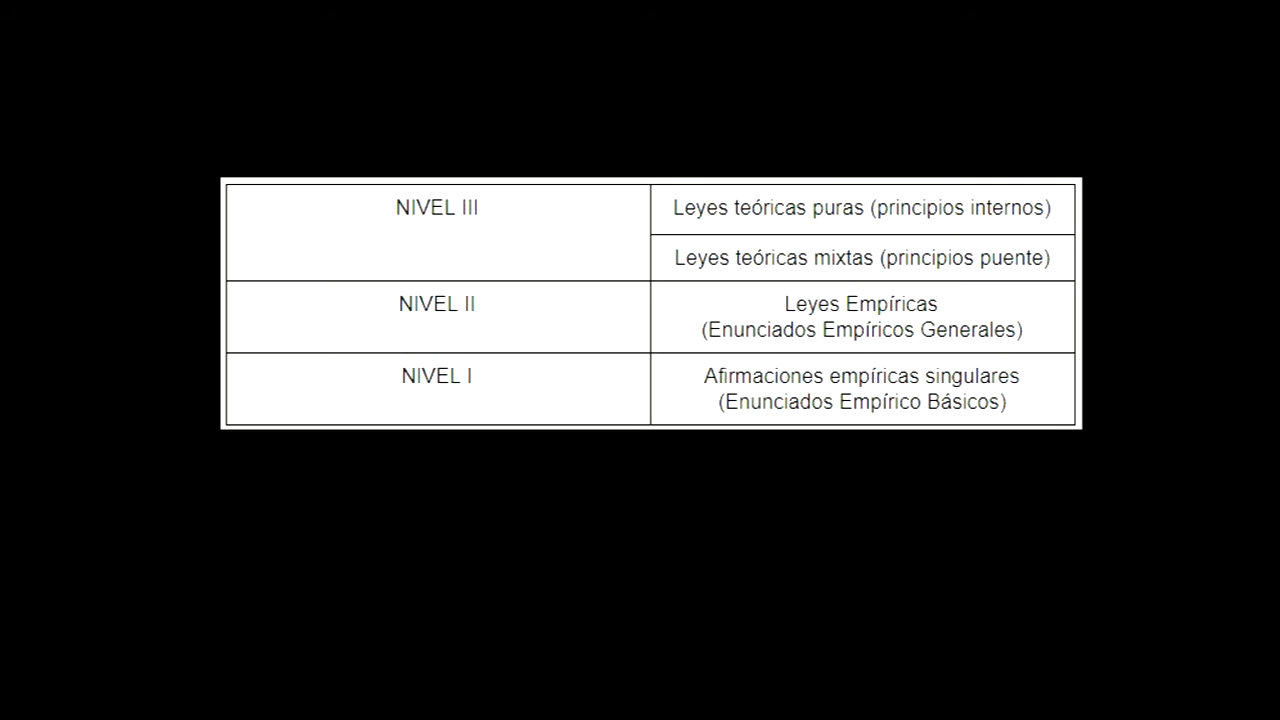 NIVEL III
Leyes teóricas puras (principios internos)
Leyes teóricas mixtas (principios puente)
NIVEL II
Leyes Empíricas
(Enunciados Empíricos Generales)
NIVEL I
Afirmaciones empíricas singulares
(Enunciados Empírico Básicos)